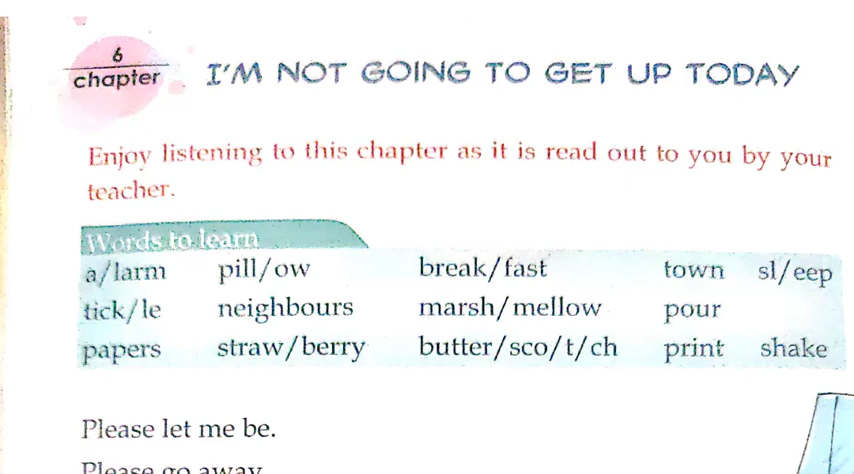 6
chapter
I'M NOT GOING TO GET UP TODAY
Enjoy listening to this chapter as it is read out to you by your
teacher.
Words to learn
a/larm pill/ow break/fast town sl/eep
tick/le neighbours marsh/mellow pour
papers straw/berry butter/sco/t/ch print shake
Please let me be.
Please go away